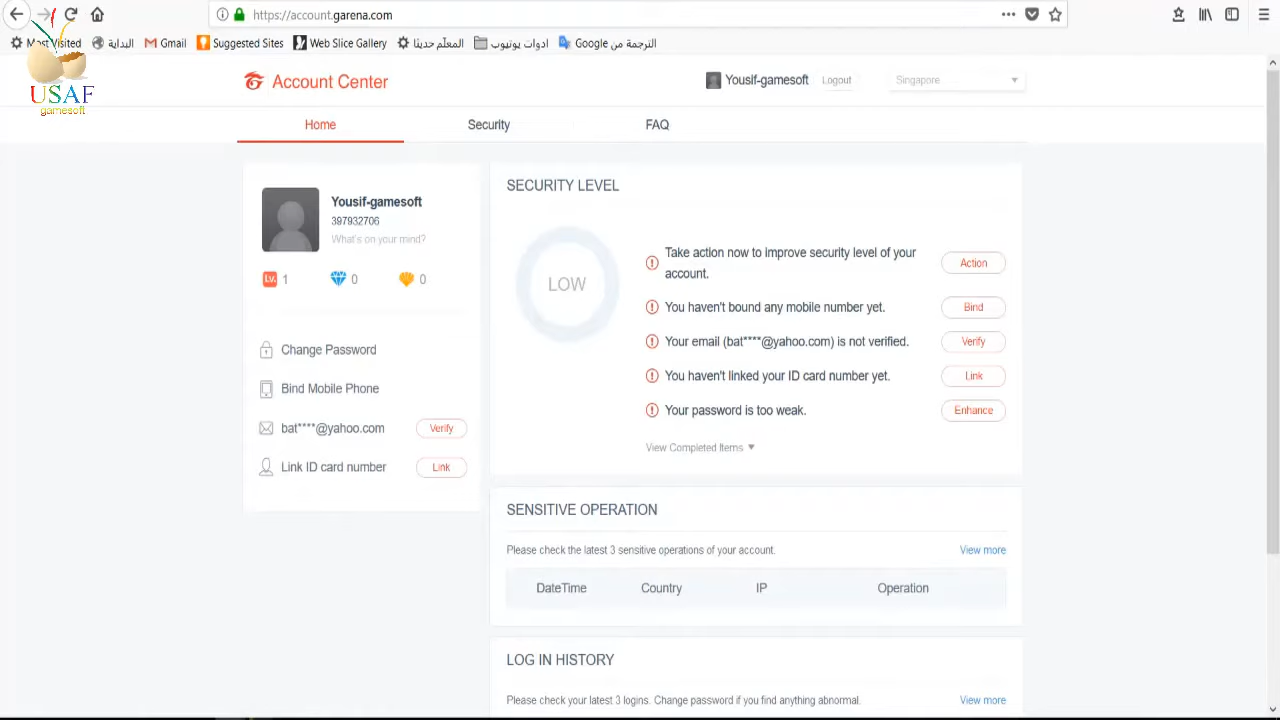 https://account.garena.com
Most Visited
البداية
Gmail
Suggested Sites
Web Slice Gallery
المعلّم حديثًا
ادوات يوتيوب
الترجمة من Google
USAF
gamesoft
Account Center
Yousif-gamesoft
Logout
Singapore
Home
Security
FAQ
Yousif-gamesoft
397932706
What's on your mind?
Lv. 1
0
0
Change Password
Bind Mobile Phone
bat****@yahoo.com
Verify
Link ID card number
Link
SECURITY LEVEL
LOW
Take action now to improve security level of your
account.
Action
You haven't bound any mobile number yet.
Bind
Your email (bat****@yahoo.com) is not verified.
Verify
You haven't linked your ID card number yet.
Link
Your password is too weak.
Enhance
View Completed Items
SENSITIVE OPERATION
Please check the latest 3 sensitive operations of your account.
View more
DateTime
Country
IP
Operation
LOG IN HISTORY
Please check your latest 3 logins. Change password if you find anything abnormal.
View more